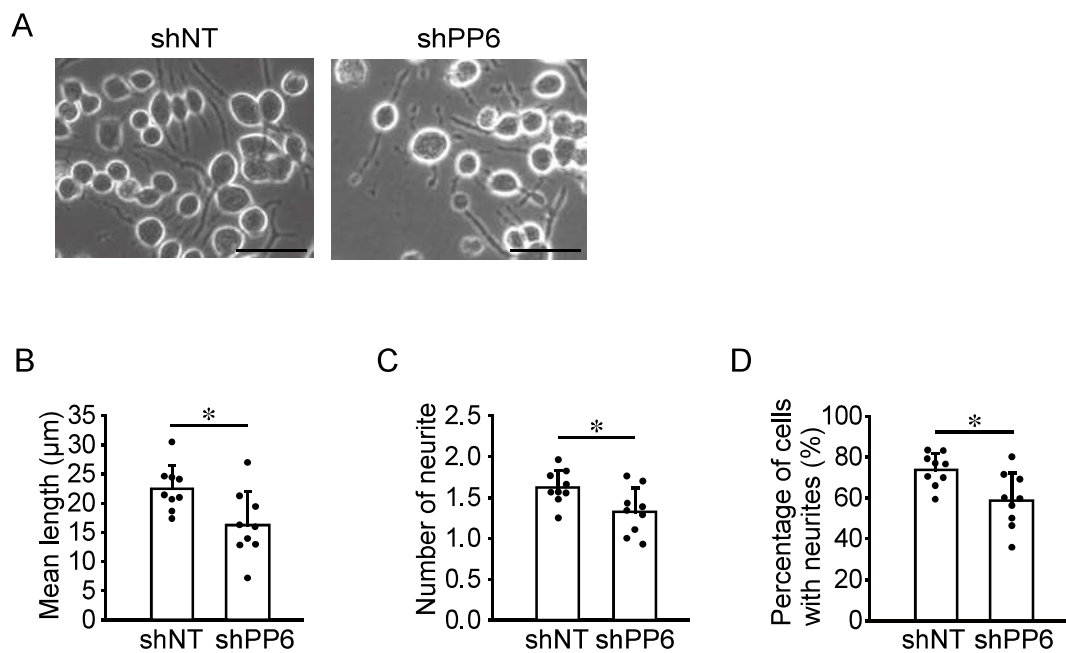 A
shNT
shPP6
B
Mean length (µm)
35
30
25
20
15
10
5
0
*
shNT shPP6
C
Number of neurite
2.5
2.0
1.5
1.0
0.5
0.0
*
shNT shPP6
D
Percentage of cells
with neurites (%)
100
80
60
40
20
0
*
shNT shPP6